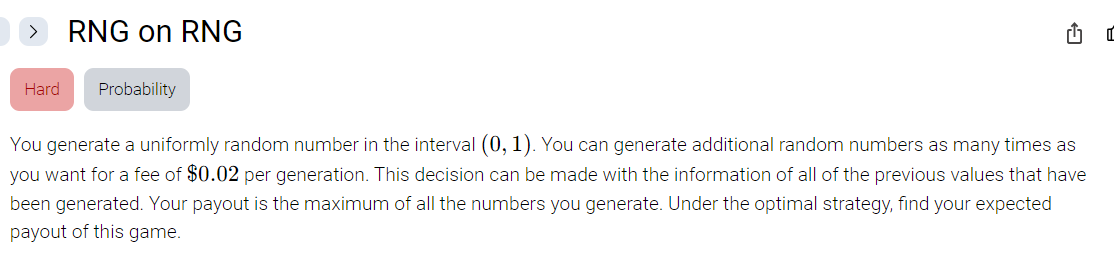 RNG on RNG
Hard
Probability
You generate a uniformly random number in the interval (0, 1). You can generate additional random numbers as many times as
you want for a fee of $0.02 per generation. This decision can be made with the information of all of the previous values that have
been generated. Your payout is the maximum of all the numbers you generate. Under the optimal strategy, find your expected
payout of this game.